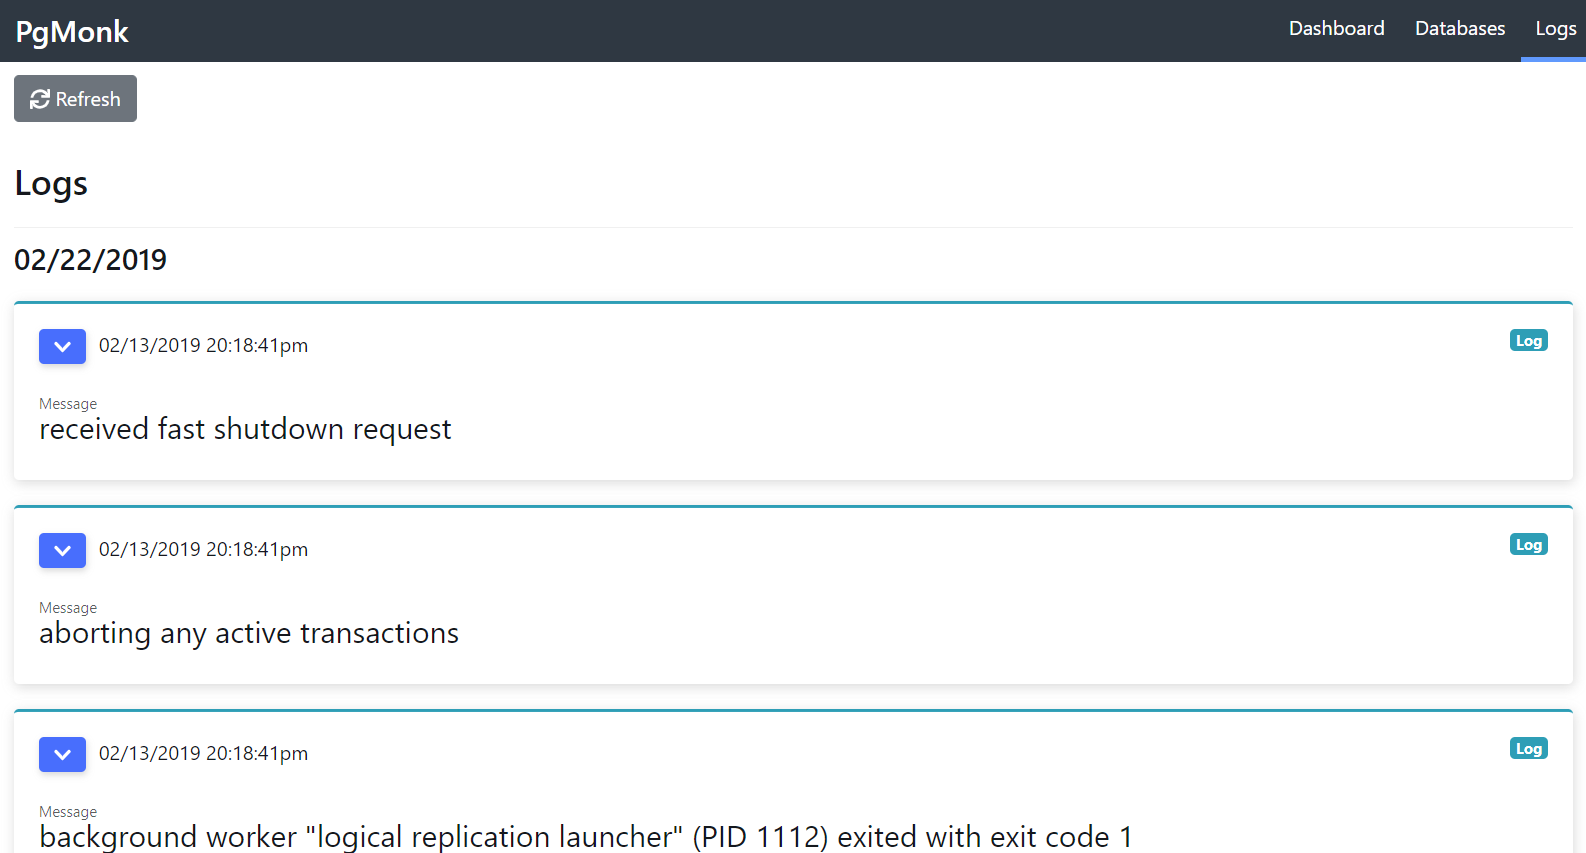 PgMonk
Dashboard Databases Logs
Refresh
Logs
02/22/2019
02/13/2019 20:18:41pm Log
Message
received fast shutdown request
02/13/2019 20:18:41pm Log
Message
aborting any active transactions
02/13/2019 20:18:41pm Log
Message
background worker "logical replication launcher" (PID 1112) exited with exit code 1